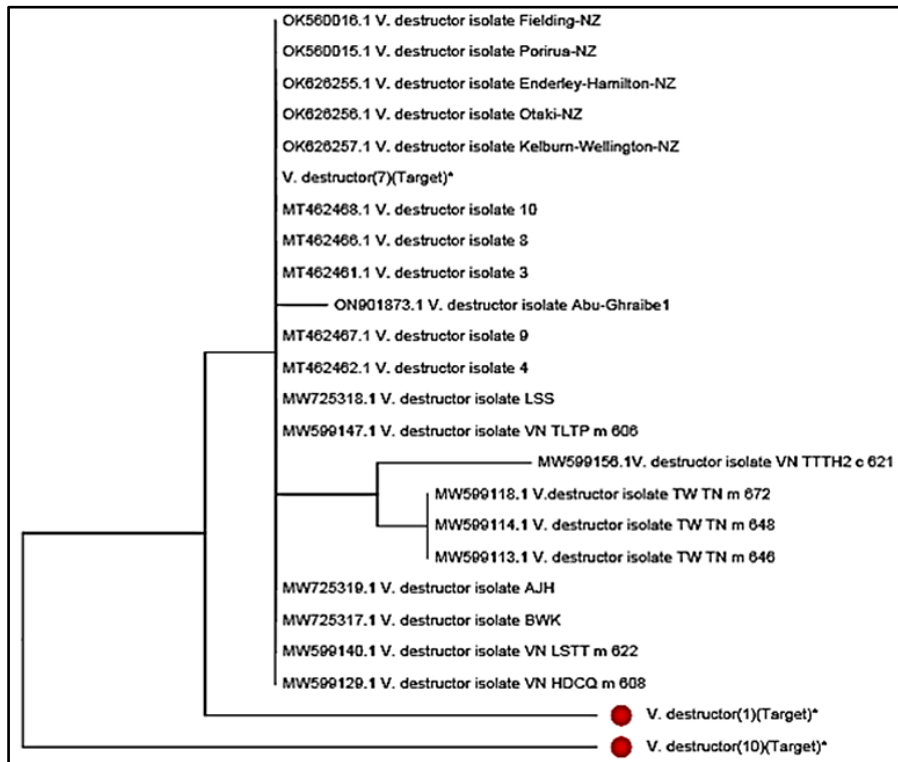 OK560016.1 V. destructor isolate Fielding-NZ
OK560015.1 V. destructor isolate Porirua-NZ
OK626255.1 V. destructor isolate Enderley-Hamilton-NZ
OK626256.1 V. destructor isolate Otaki-NZ
OK626257.1 V. destructor isolate Kelburn-Wellington-NZ
V. destructor(7)(Target)*
MT462468.1 V. destructor isolate 10
MT462466.1 V. destructor isolate 8
MT462461.1 V. destructor isolate 3
ON901873.1 V. destructor isolate Abu-Ghraibe1
MT462467.1 V. destructor isolate 9
MT462462.1 V. destructor isolate 4
MW725318.1 V. destructor isolate LSS
MW599147.1 V. destructor isolate VN TLTP m 606
MW599156.1V. destructor isolate VN TTTH2 c 621
MW599118.1 V.destructor isolate TW TN m 672
MW599114.1 V. destructor isolate TW TN m 648
MW599113.1 V. destructor isolate TW TN m 646
MW725319.1 V. destructor isolate AJH
MW725317.1 V. destructor isolate BWK
MW599140.1 V. destructor isolate VN LSTT m 622
MW599129.1 V. destructor isolate VN HDCQ m 608
V. destructor(1)(Target)*
V. destructor(10)(Target)*